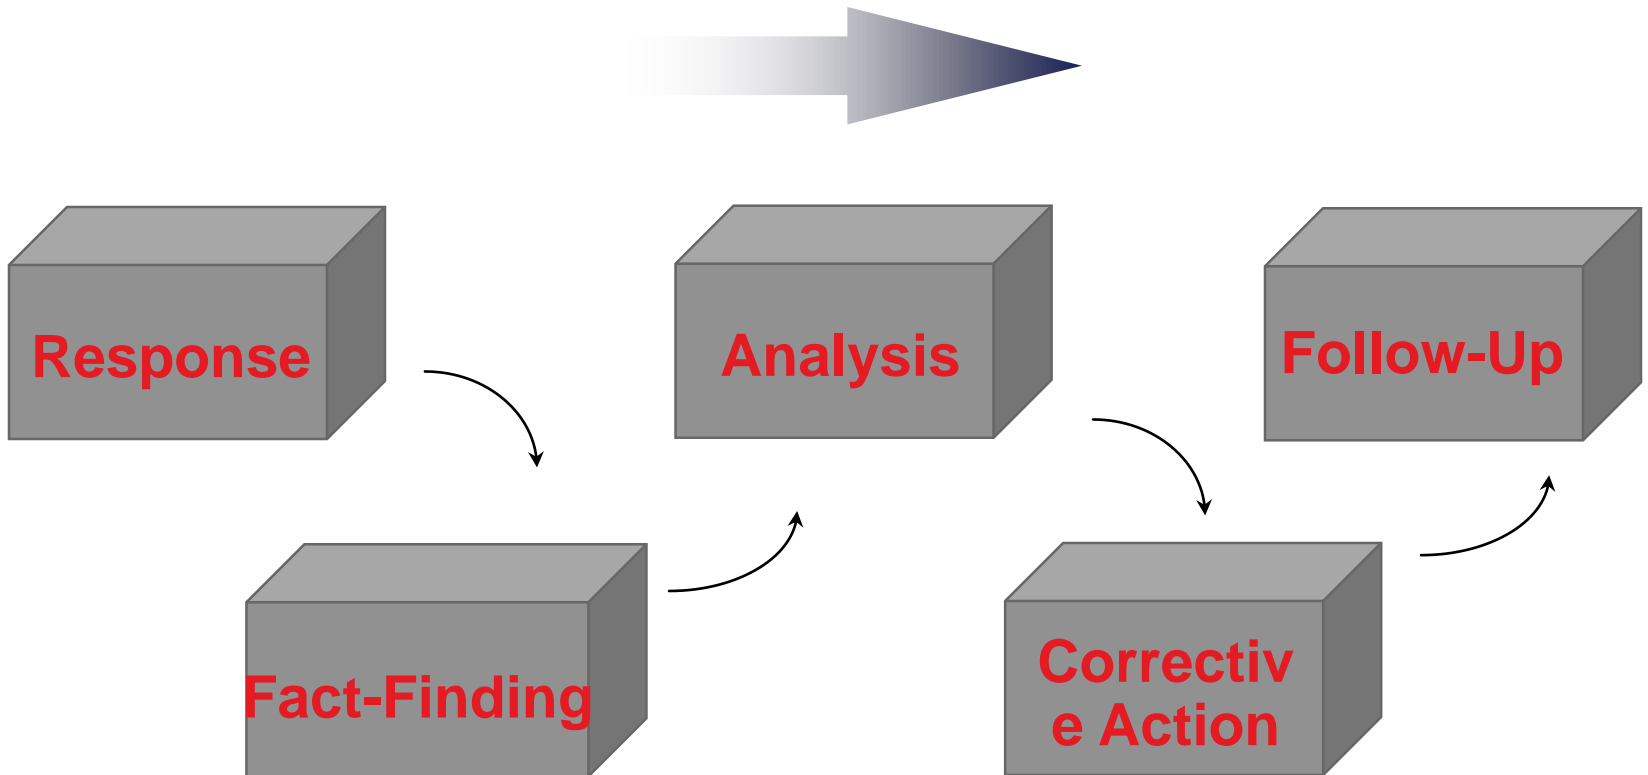 Response
Fact-Finding
Analysis
Correctiv
e Action
Follow-Up